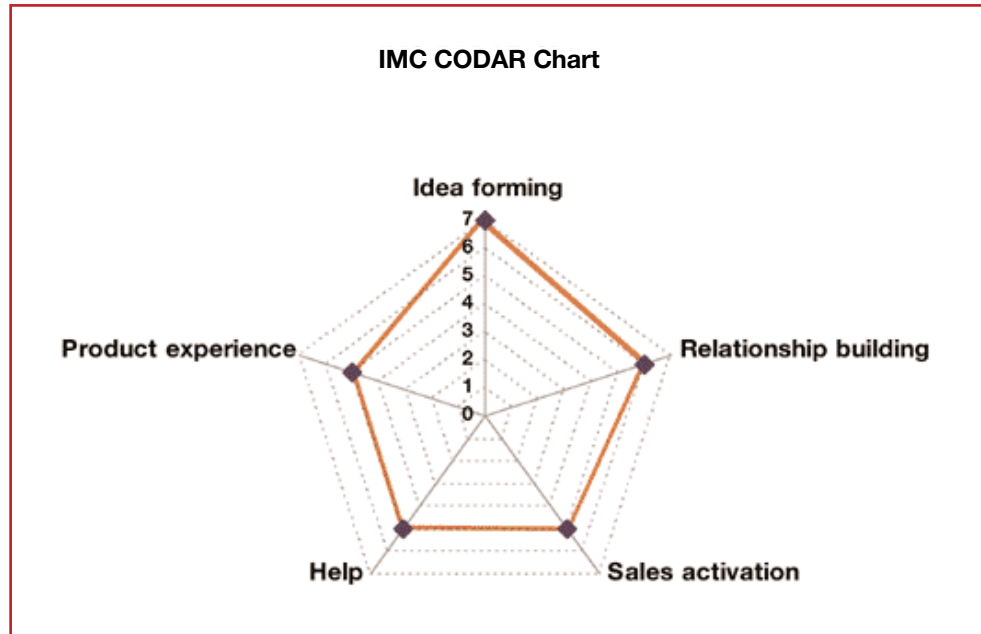 IMC CODAR Chart
Idea forming
7
6
5
4
3
2
1
0
Product experience
Relationship building
Help
Sales activation